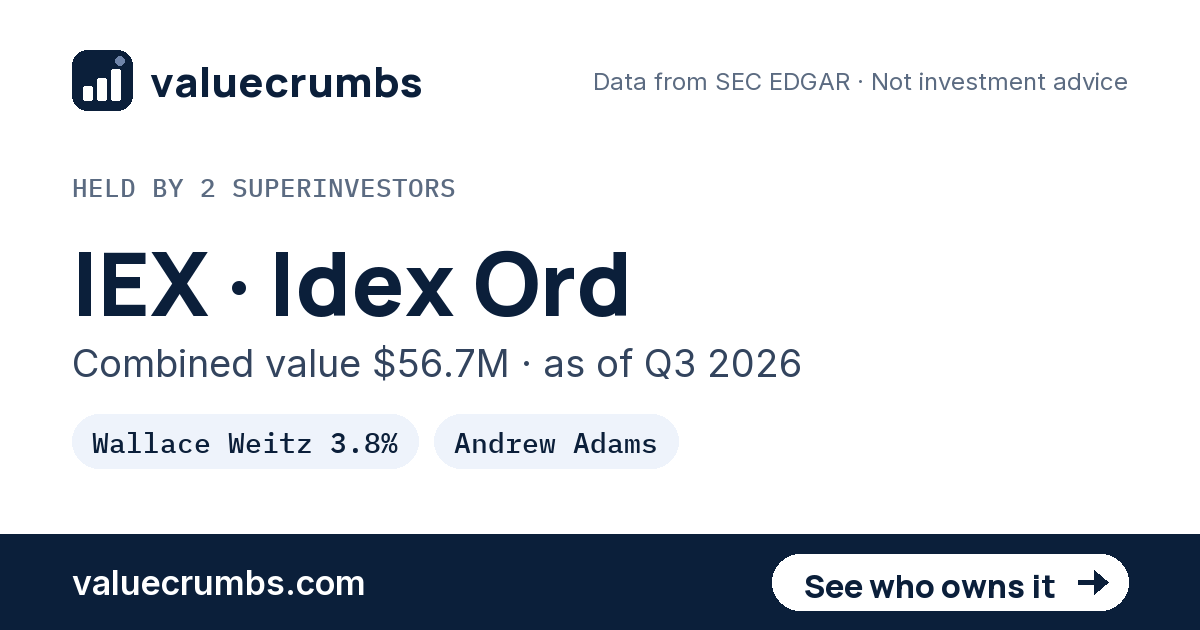 valuecrumbs
Data from SEC EDGAR · Not investment advice
HELD BY 2 SUPERINVESTORS
IEX · Idex Ord
Combined value $56.7M · as of Q3 2026
Wallace Weitz 3.8%
Andrew Adams
valuecrumbs.com
See who owns it →